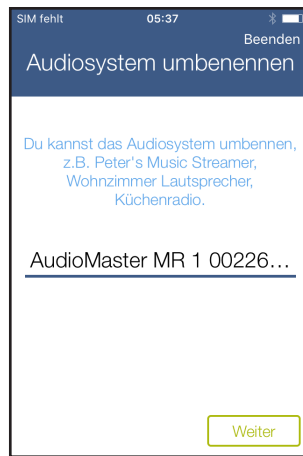 SIM fehlt 05:37
Beenden
Audiosystem umbenennen
Du kannst das Audiosystem umbennen,
z.B. Peter's Music Streamer,
Wohnzimmer Lautsprecher,
Küchenradio.
AudioMaster MR 1 00226...
Weiter